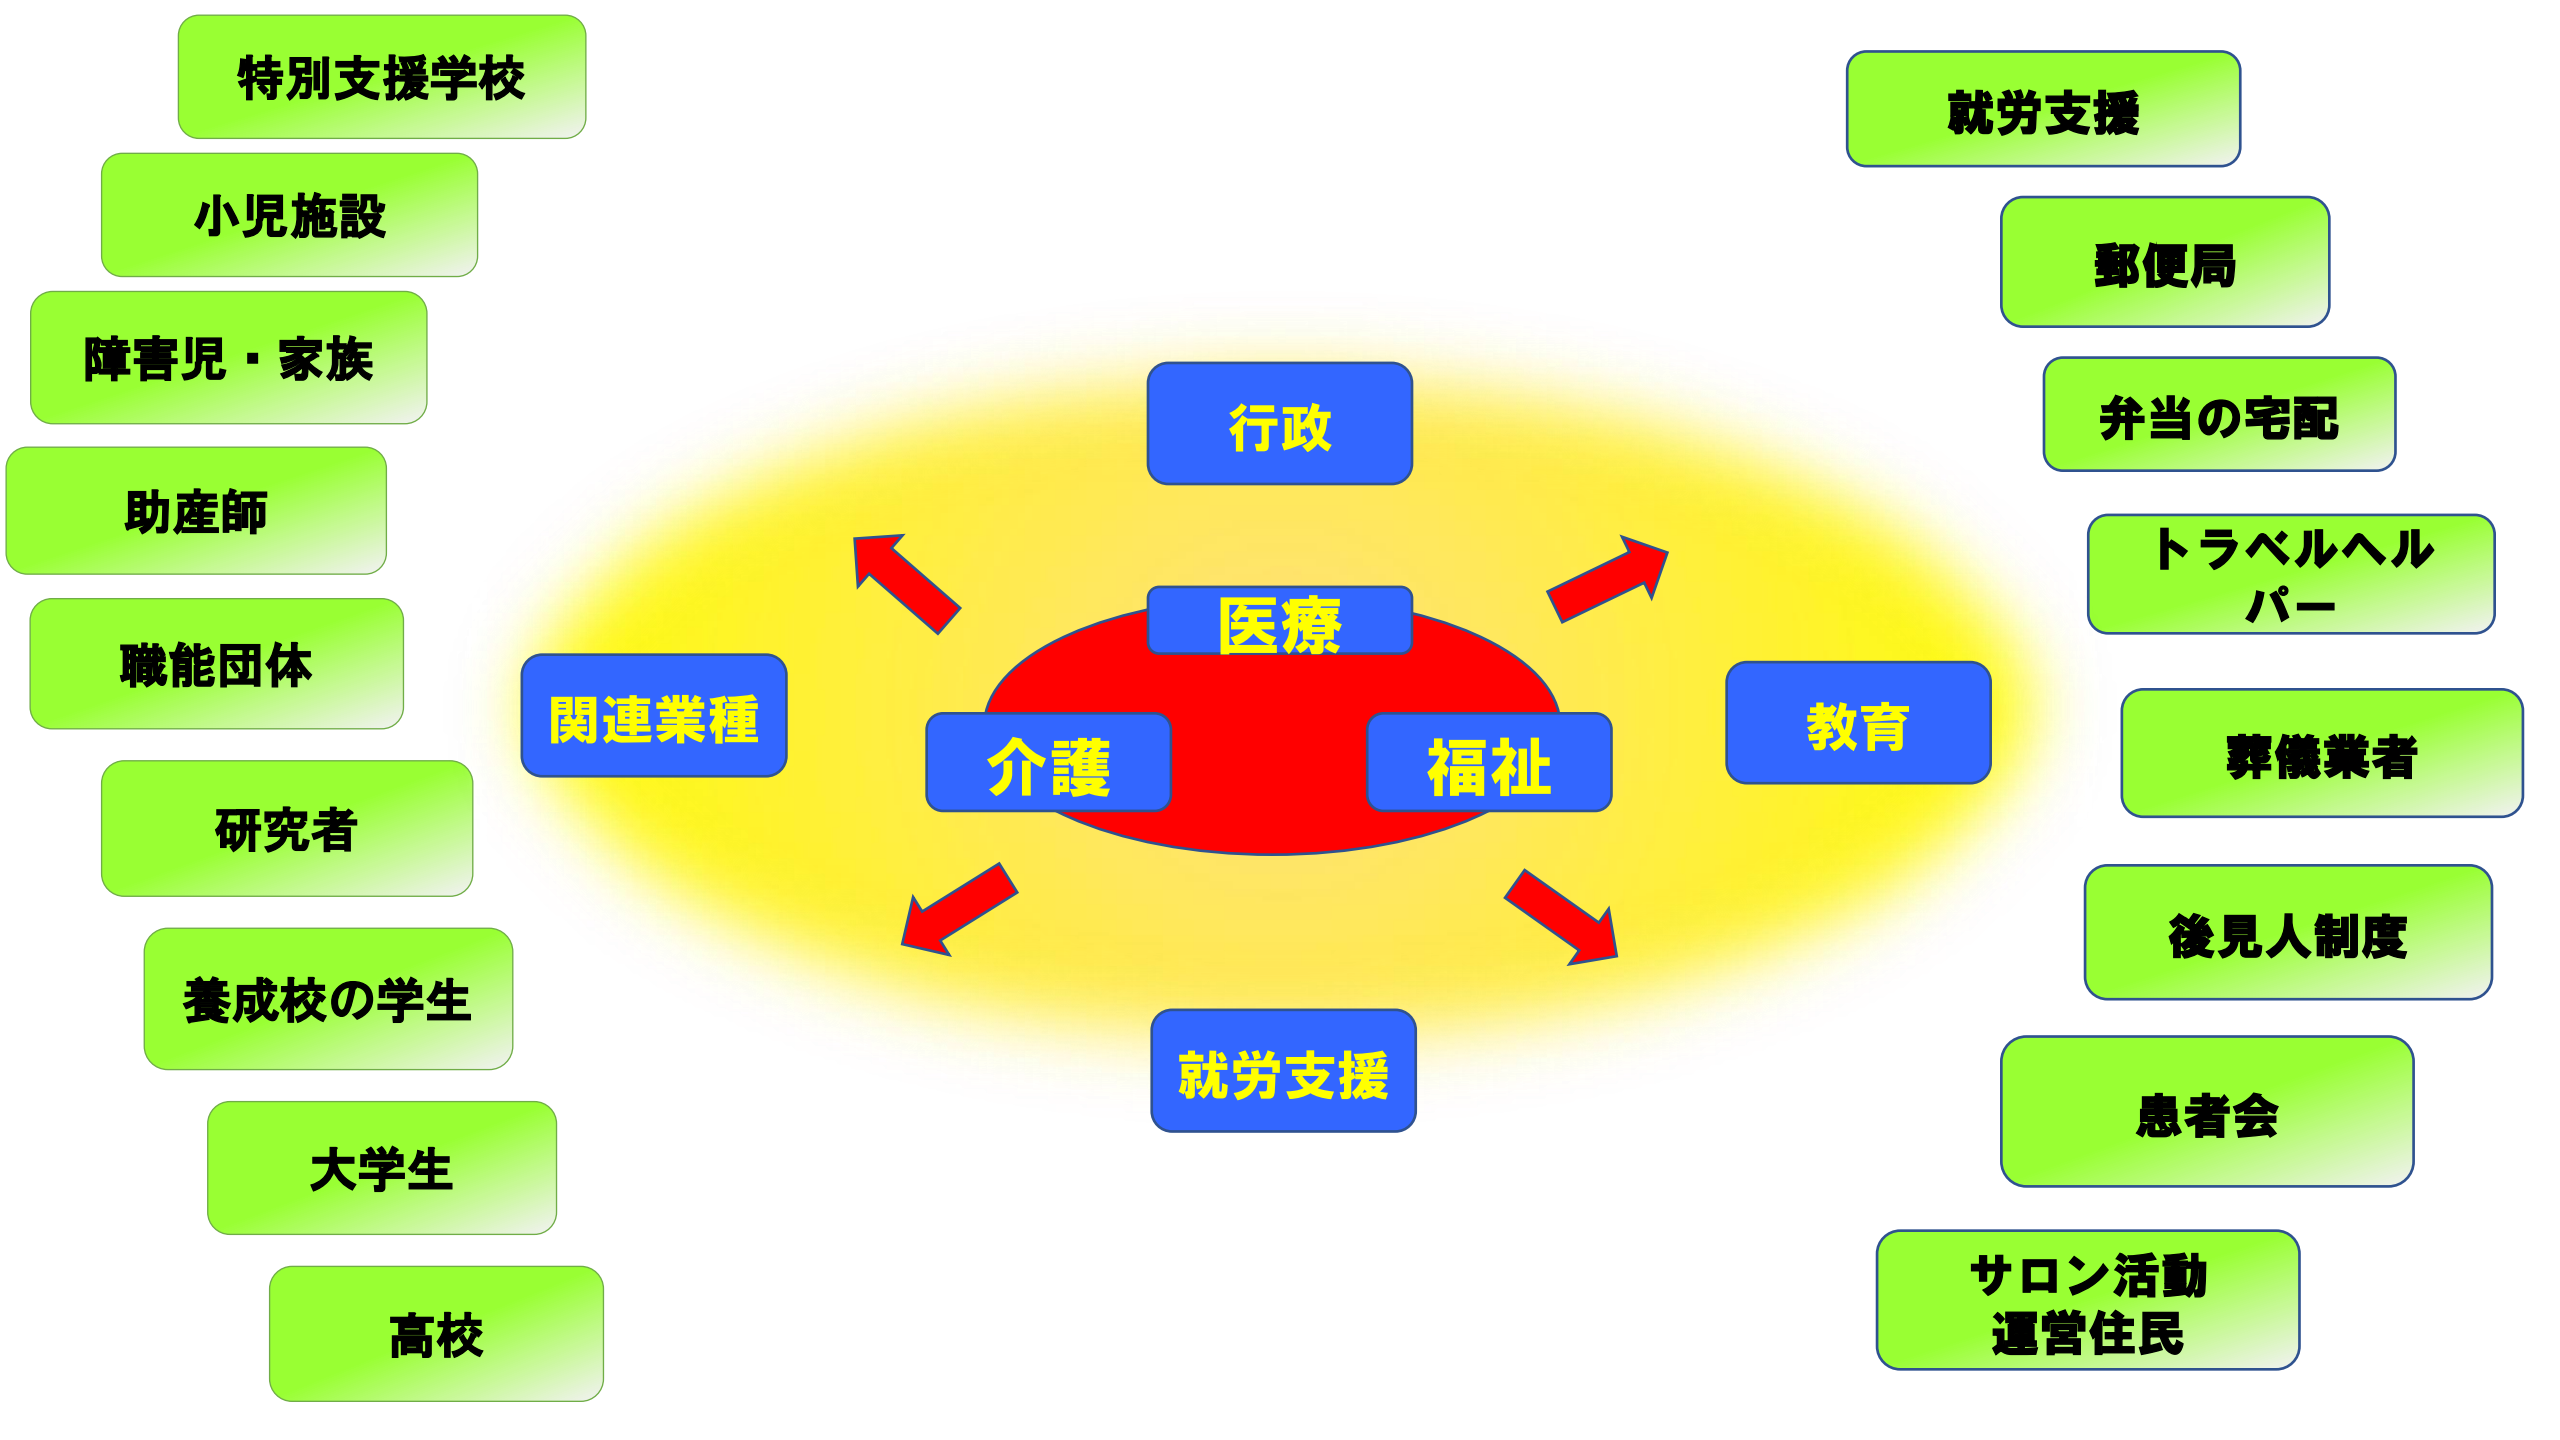 特別支援学校
小児施設
障害児・家族
助産師
職能団体
研究者
養成校の学生
大学生
高校
行政
医療
関連業種
介護
福祉
教育
就労支援
就労支援
郵便局
弁当の宅配
トラベルヘル
パー
葬儀業者
後見人制度
患者会
サロン活動
運営住民